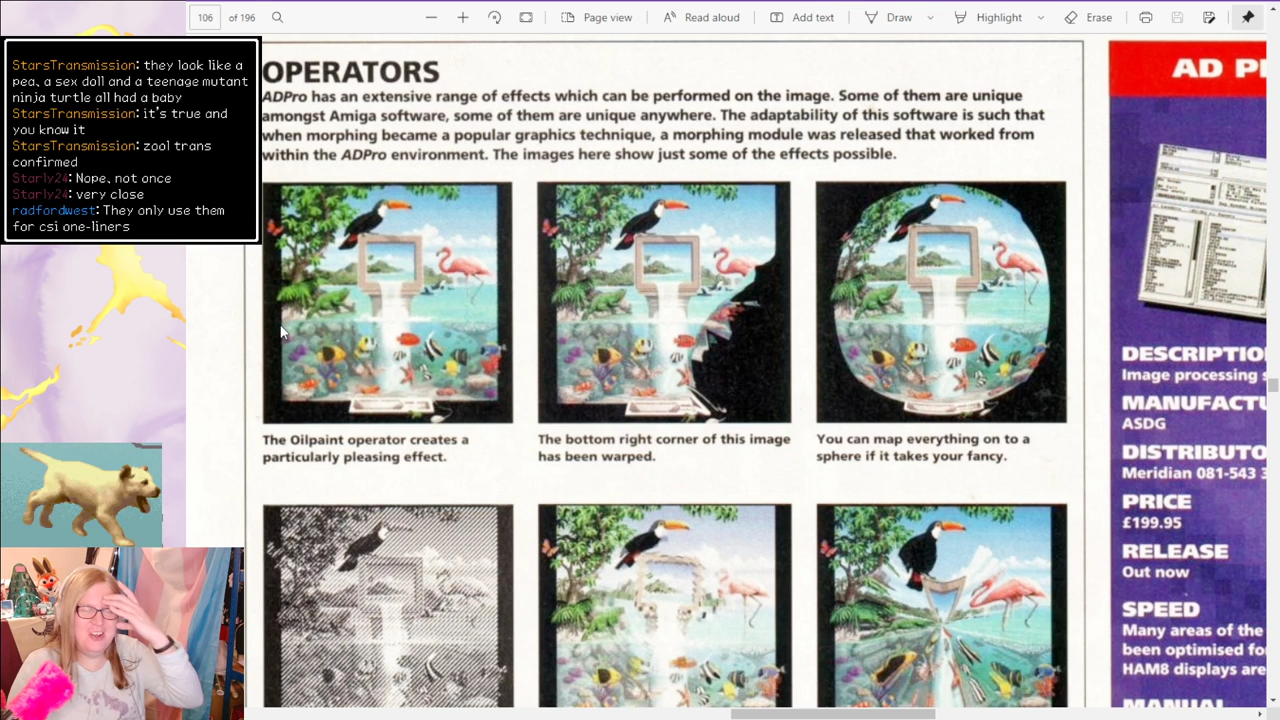 106 of 196
Page view
Read aloud
Add text
Draw
Highlight
Erase
StarsTransmission: they look like a
pea, a sex doll and a teenage mutant
ninja turtle all had a baby
StarsTransmission: it's true and
you know it
StarsTransmission: zool trans
confirmed
Starly24: Nope, not once
Starly24: very close
radfordwest: They only use them
for csi one-liners
OPERATORS
ADPro has an extensive range of effects which can be performed on the image. Some of them are unique
amongst Amiga software, some of them are unique anywhere. The adaptability of this software is such that
when morphing became a popular graphics technique, a morphing module was released that worked from
within the ADPro environment. The images here show just some of the effects possible.
The Oilpaint operator creates a
particularly pleasing effect.
The bottom right corner of this image
has been warped.
You can map everything on to a
sphere if it takes your fancy.
AD P
DESCRIPTIO
Image processing s
MANUFACTU
ASDG
DISTRIBUTO
Meridian 081-543 3
PRICE
£199.95
RELEASE
Out now
SPEED
Many areas of the
been optimised fo
HAM8 displays are
MANUAL